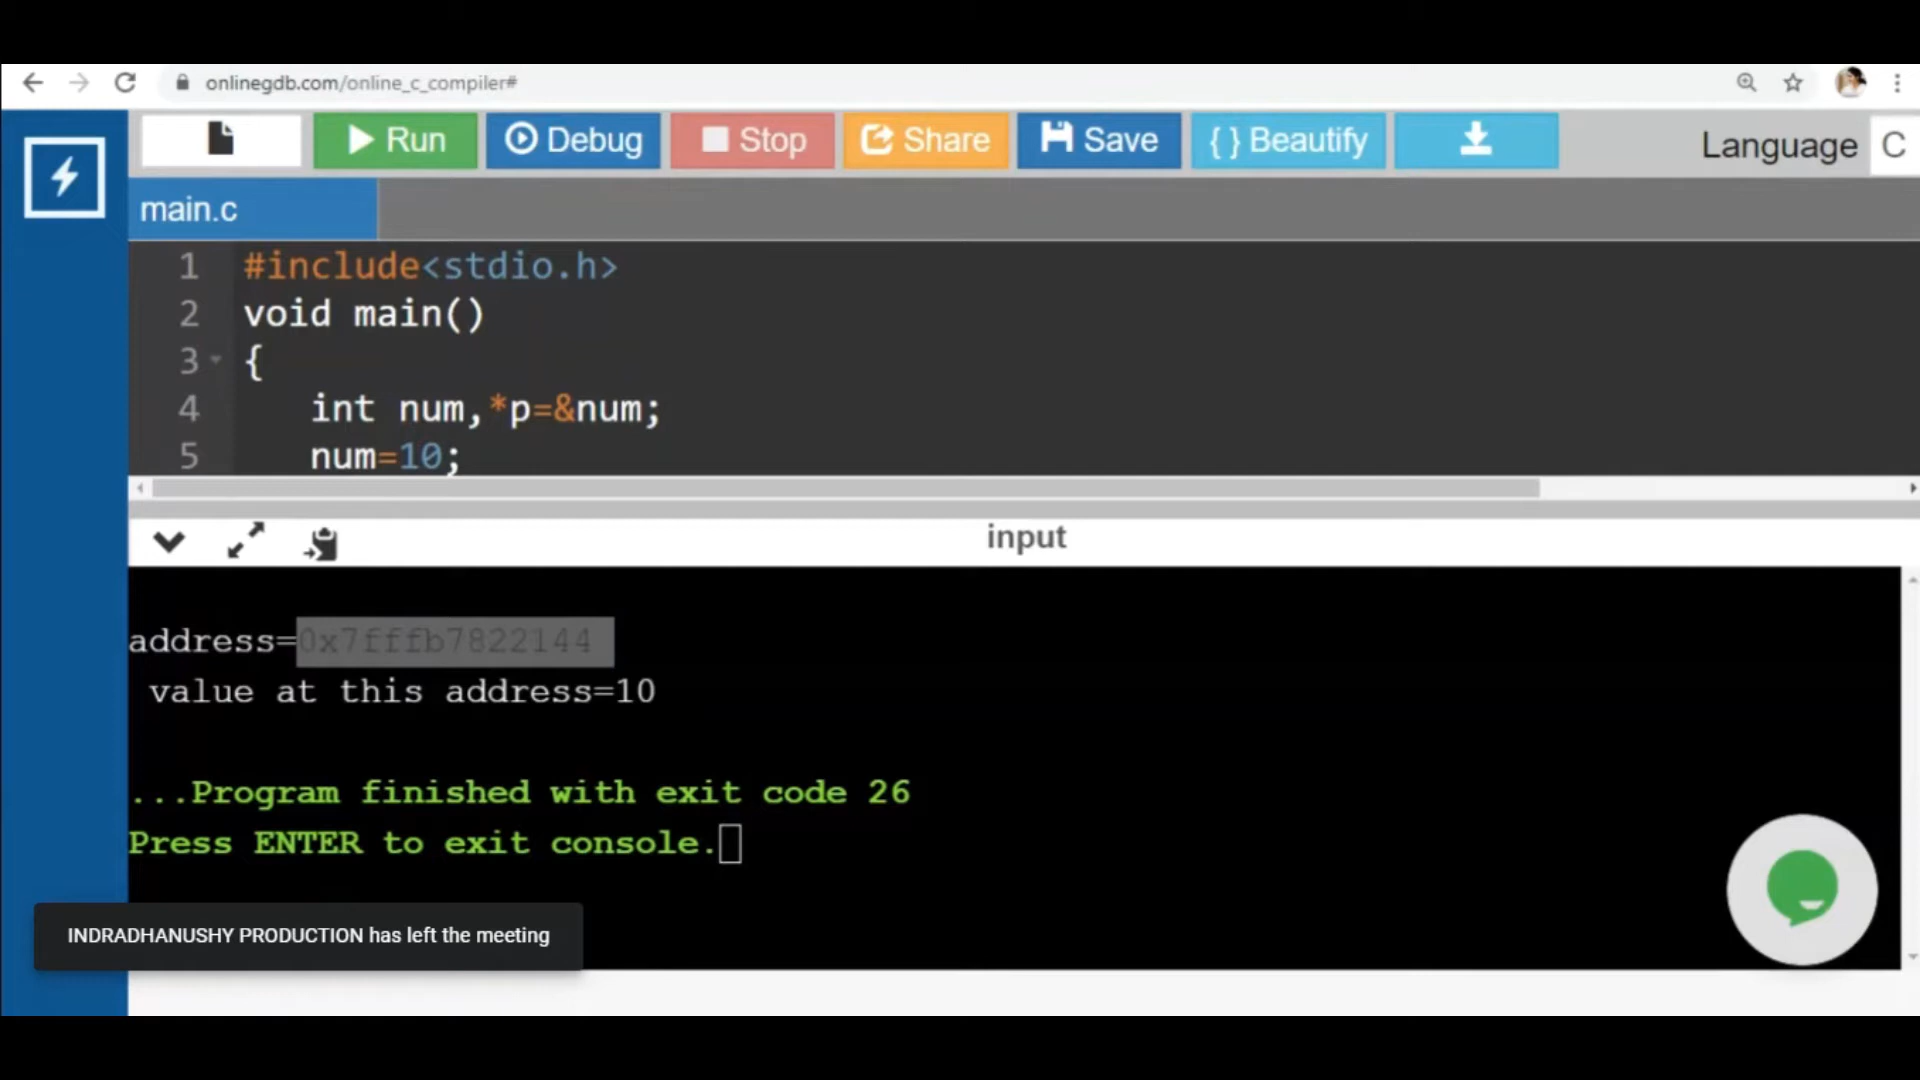 onlinegdb.com/online_c_compiler#
Run Debug Stop Share Save { } Beautify Language C
main.c
1 #include<stdio.h>
2 void main()
3 {
4 int num,*p=&num;
5 num=10;
input
address=0x7fffb7822144
value at this address=10
...Program finished with exit code 26
Press ENTER to exit console.
INDRADHANUSHY PRODUCTION has left the meeting